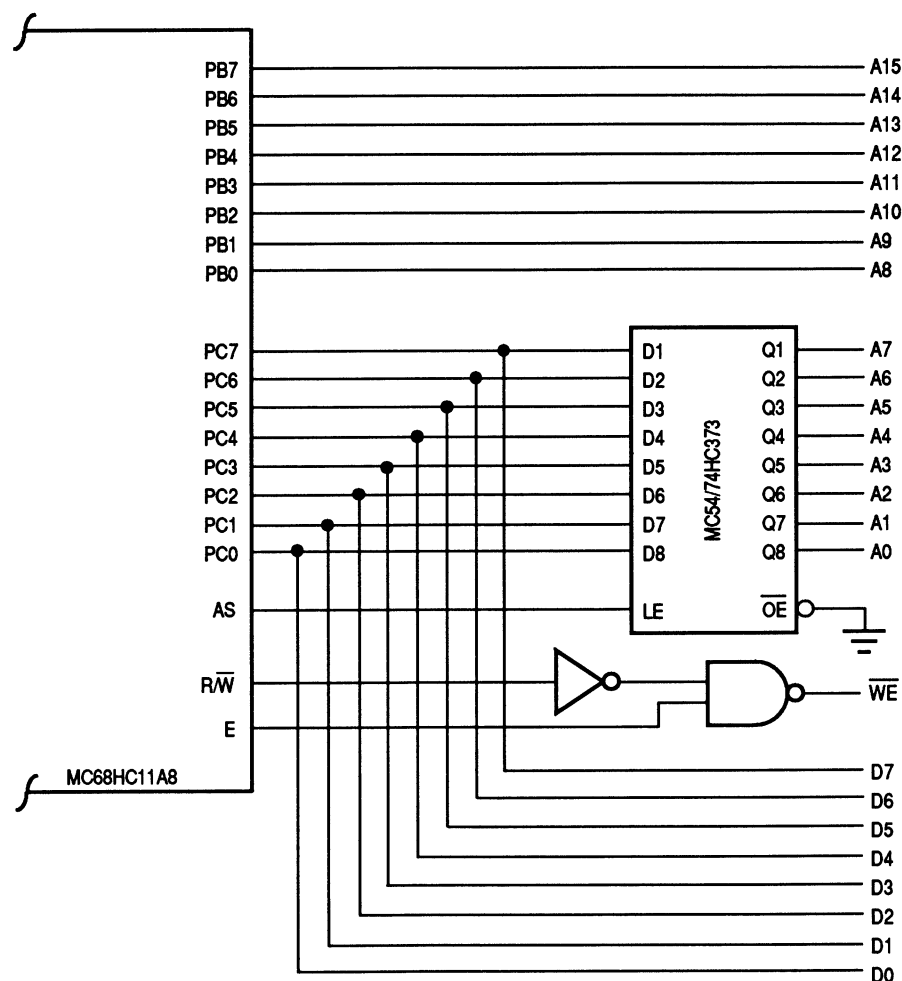 PB7 A15
PB6 A14
PB5 A13
PB4 A12
PB3 A11
PB2 A10
PB1 A9
PB0 A8
PC7 D1 Q1 A7
PC6 D2 Q2 A6
PC5 D3 Q3 A5
PC4 D4 Q4 A4
PC3 D5 Q5 A3
PC2 D6 Q6 A2
PC1 D7 Q7 A1
PC0 D8 Q8 A0
MC54/74HC373
AS LE O̅E̅
R/W̅ W̅E̅
E
MC68HC11A8
D7
D6
D5
D4
D3
D2
D1
D0